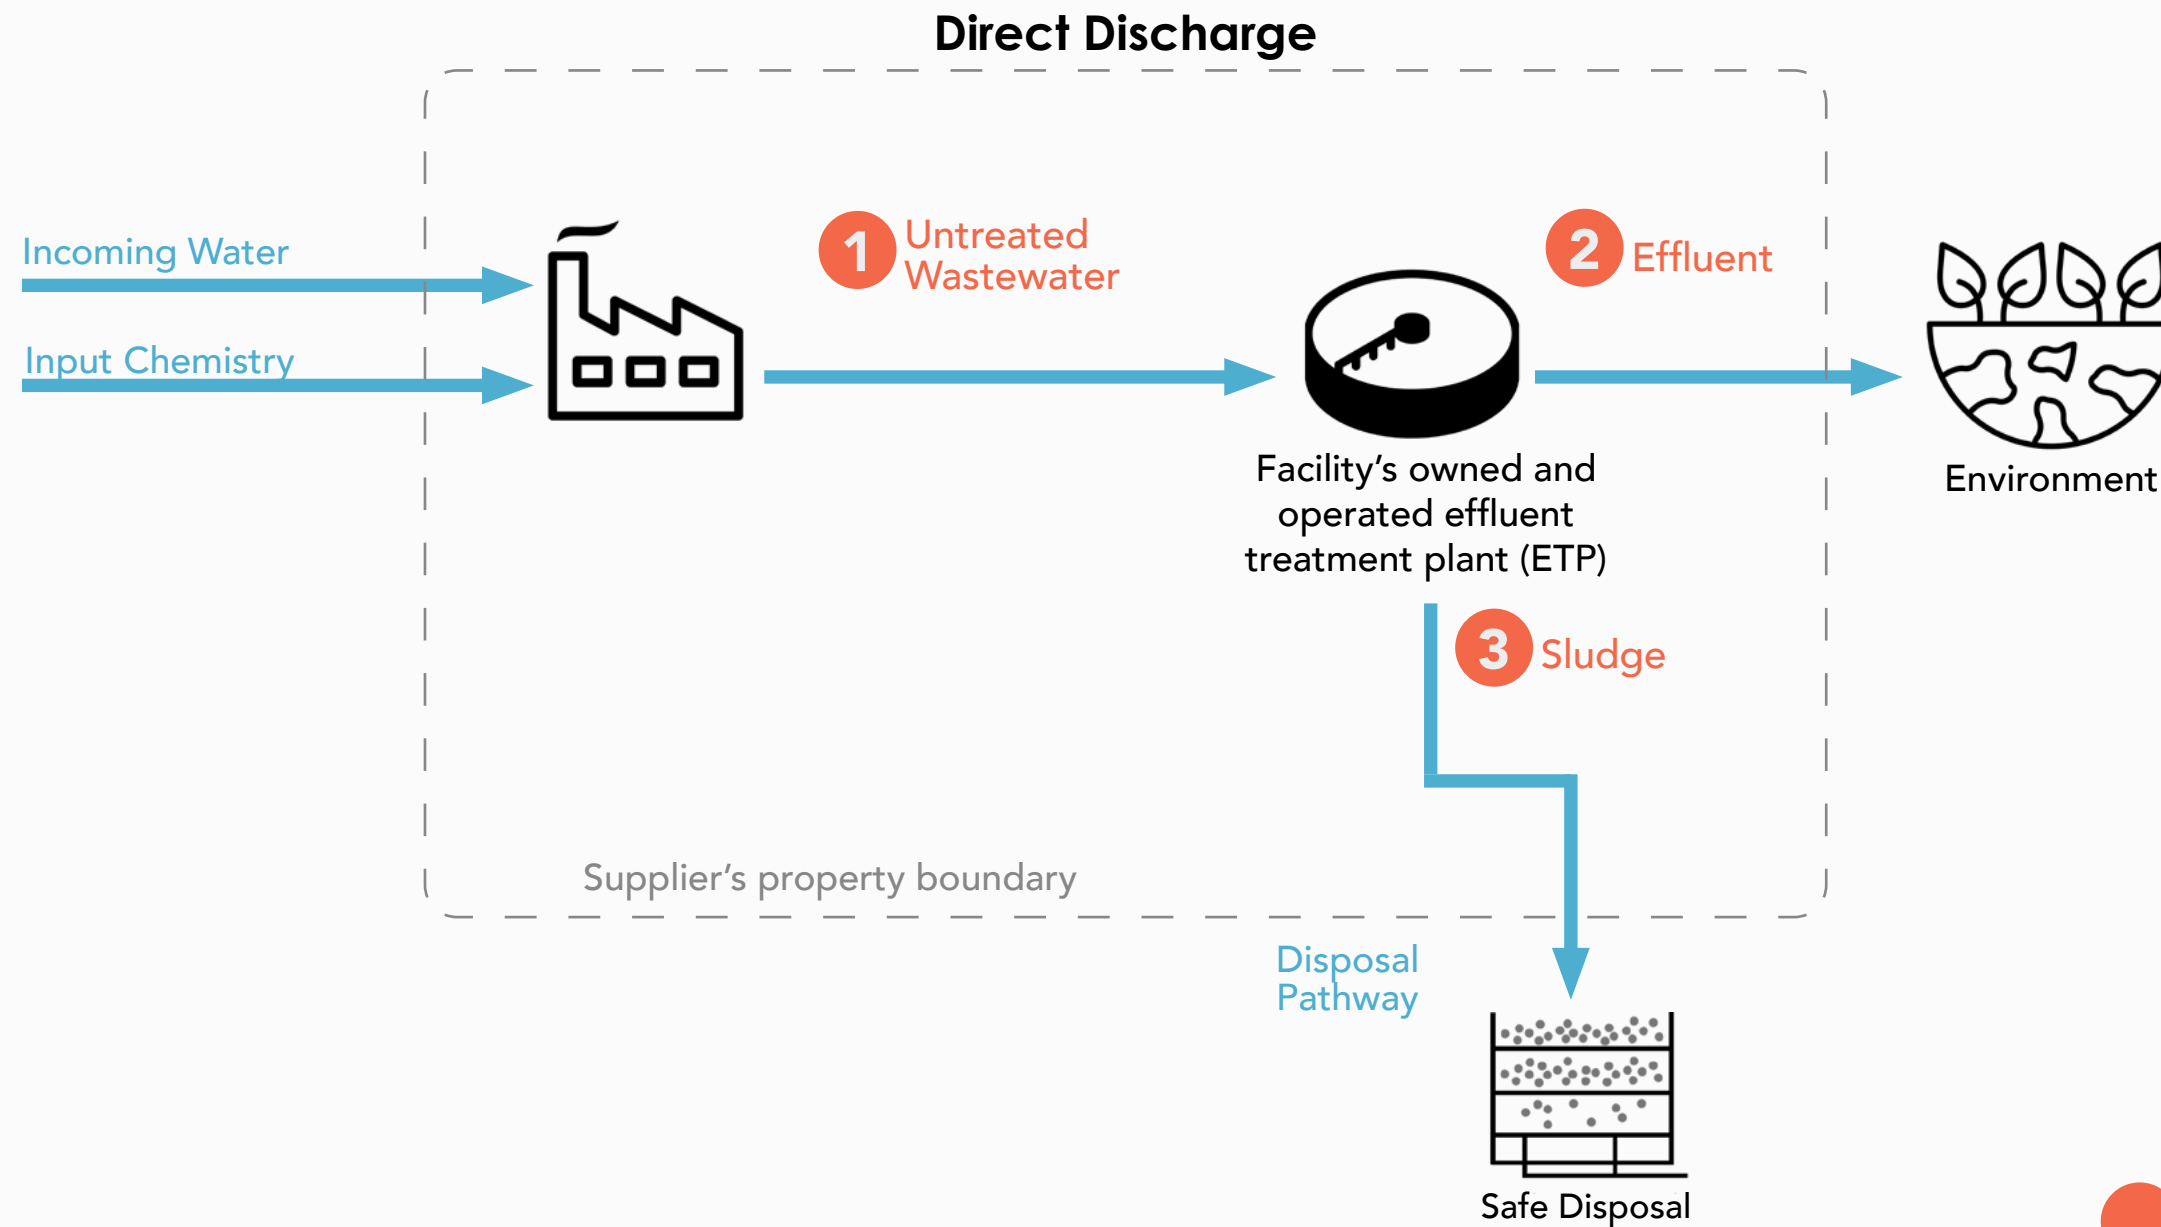 Direct Discharge
Incoming Water
Input Chemistry
1
Untreated
Wastewater
2
Effluent
Facility’s owned and
operated effluent
treatment plant (ETP)
Environment
3
Sludge
Supplier’s property boundary
Disposal
Pathway
Safe Disposal